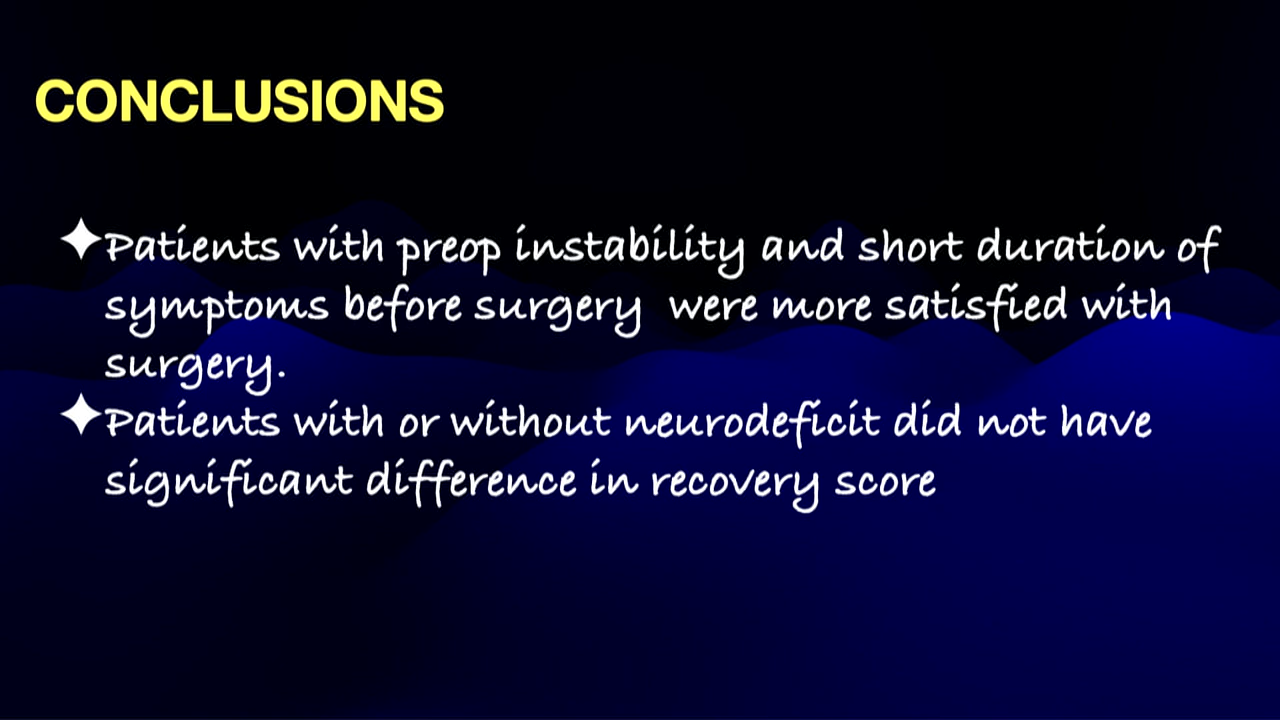 CONCLUSIONS
✦Patients with preop instability and short duration of
symptoms before surgery  were more satisfied with
surgery.
✦Patients with or without neurodeficit did not have
significant difference in recovery score